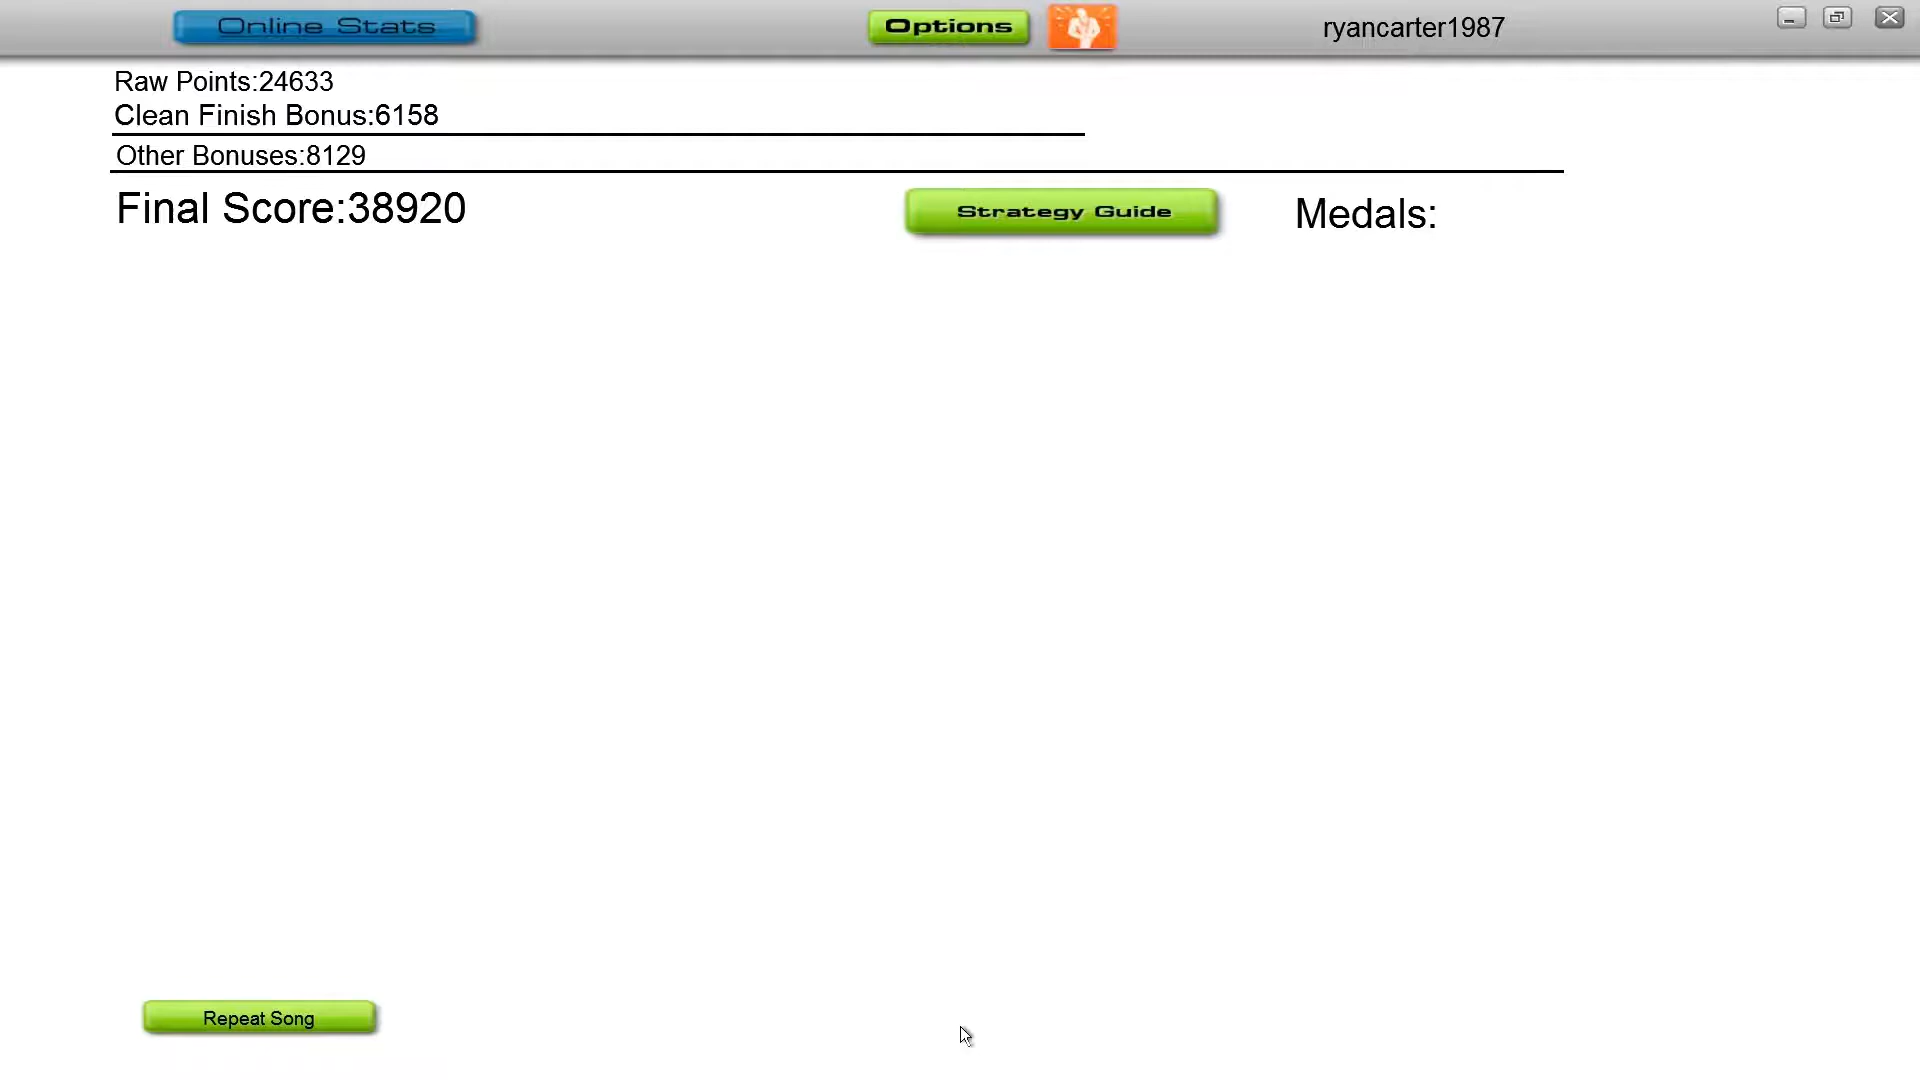 Online Stats
Options
ryancarter1987
Raw Points:24633
Clean Finish Bonus:6158
Other Bonuses:8129
Final Score:38920
Strategy Guide
Medals:
Repeat Song